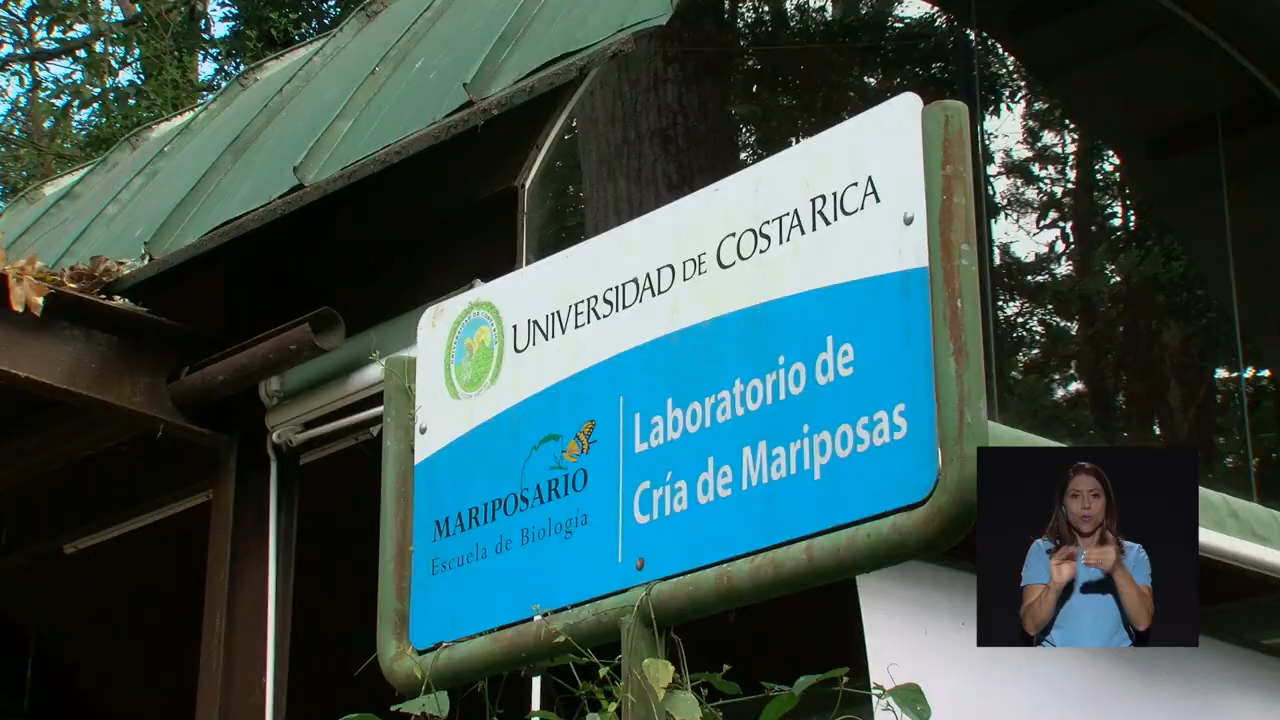 UNIVERSIDAD DE COSTA RICA
MARIPOSARIO
Escuela de Biología
Laboratorio de
Cría de Mariposas